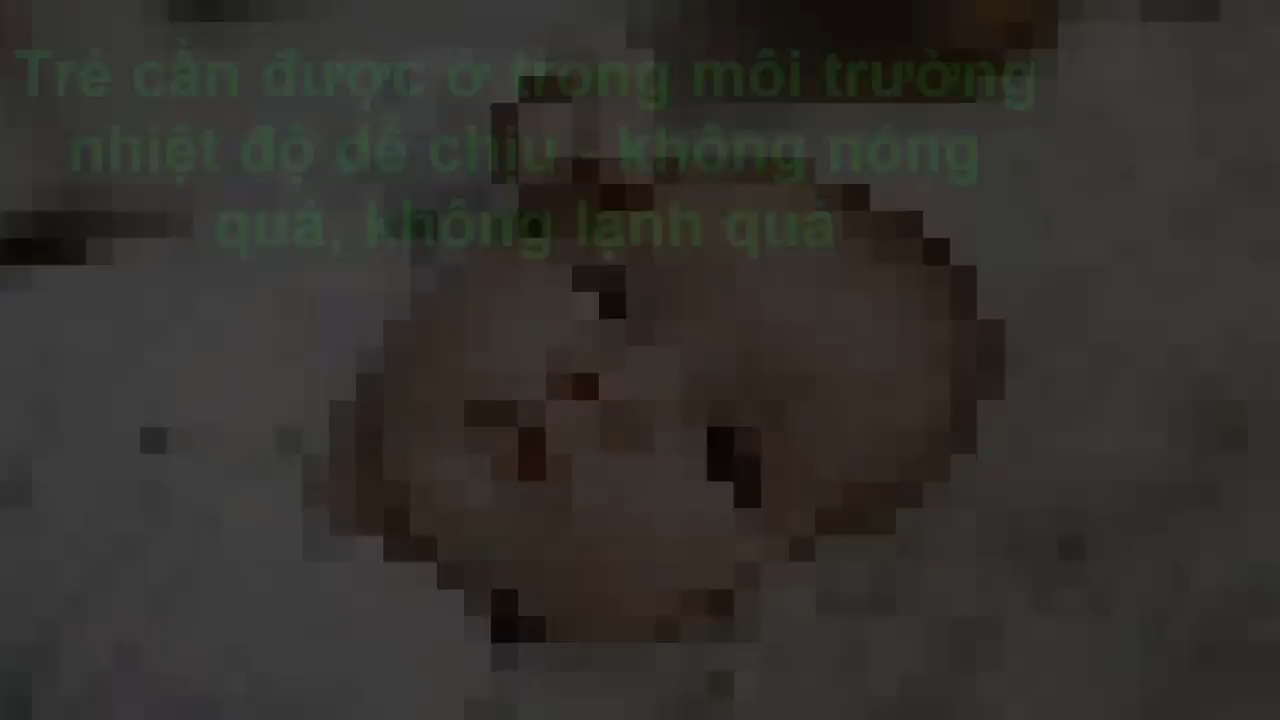 Trẻ cần được ở trong môi trường
nhiệt độ dễ chịu - không nóng
quá, không lạnh quá